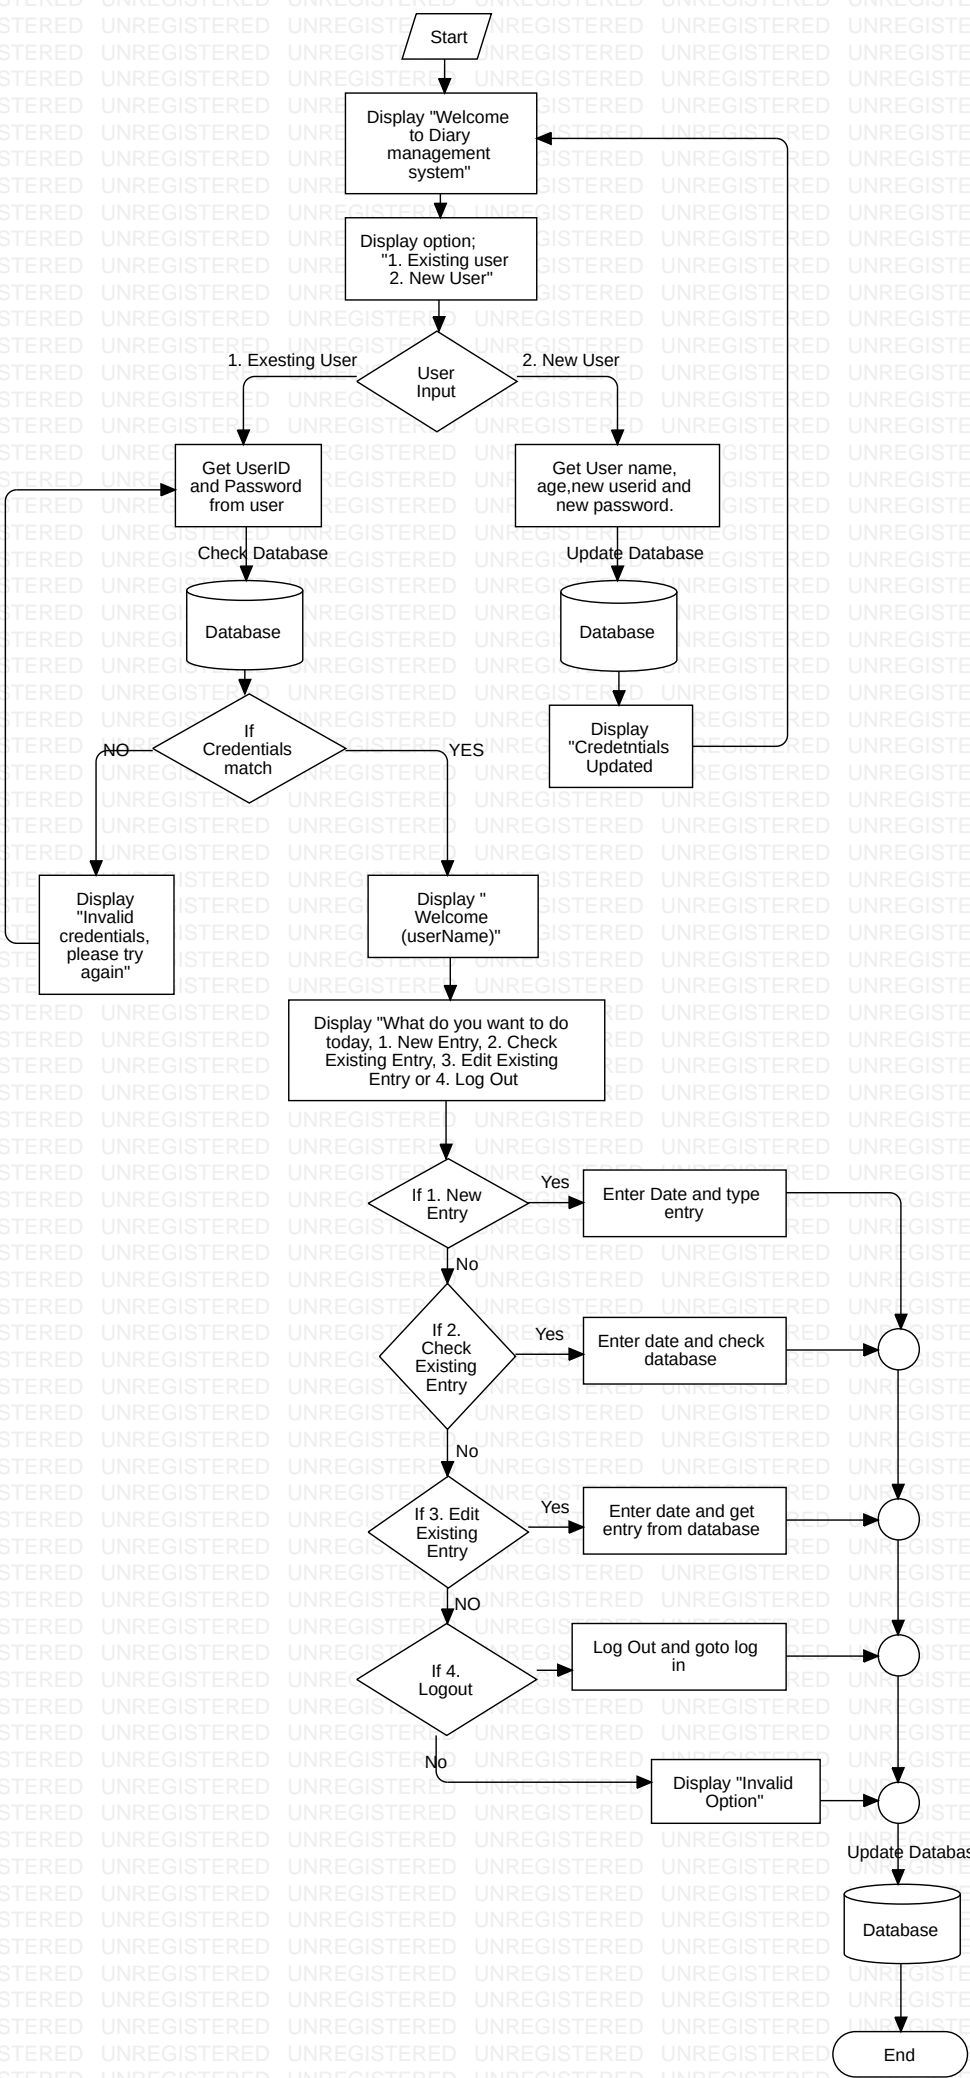 Start
Display "Welcome
to Diary
management
system"
Display option;
"1. Existing user
2. New User"
1. Exesting User
User
Input
2. New User
Get UserID
and Password
from user
Get User name,
age,new userid and
new password.
Check Database
Update Database
Database
Database
If
Credentials
match
NO
YES
Display
"Credetntials
Updated
Display
"Invalid
credentials,
please try
again"
Display "
Welcome
(userName)"
Display "What do you want to do
today, 1. New Entry, 2. Check
Existing Entry, 3. Edit Existing
Entry or 4. Log Out
If 1. New
Entry
Yes
Enter Date and type
entry
No
If 2.
Check
Existing
Entry
Yes
Enter date and check
database
No
If 3. Edit
Existing
Entry
Yes
Enter date and get
entry from database
NO
If 4.
Logout
Log Out and goto log
in
No
Display "Invalid
Option"
Update Databas
Database
End
UNREGISTERED